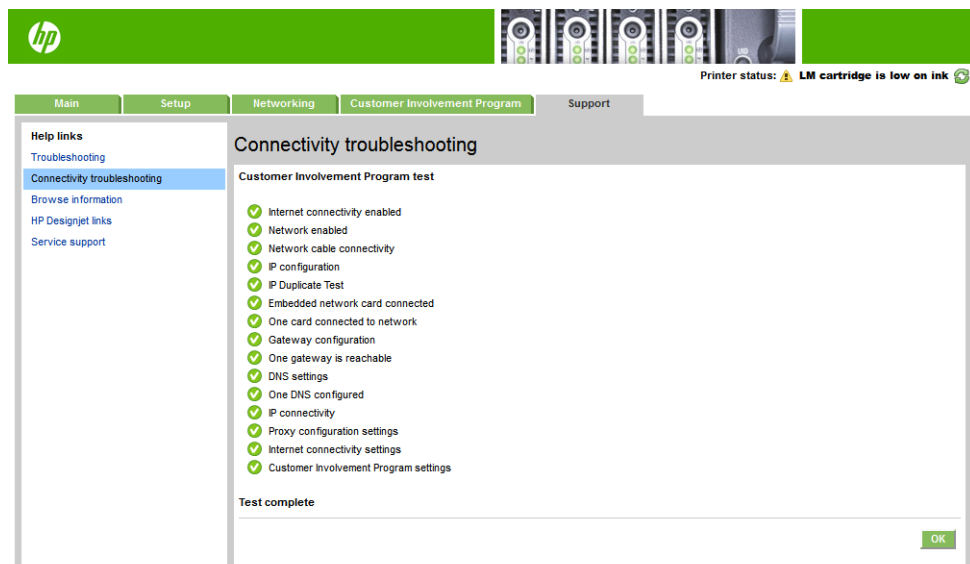 hp
UID
Printer status: LM cartridge is low on ink
Main Setup Networking Customer Involvement Program Support
Help links
Troubleshooting
Connectivity troubleshooting
Browse information
HP Designjet links
Service support
Connectivity troubleshooting
Customer Involvement Program test
Internet connectivity enabled
Network enabled
Network cable connectivity
IP configuration
IP Duplicate Test
Embedded network card connected
One card connected to network
Gateway configuration
One gateway is reachable
DNS settings
One DNS configured
IP connectivity
Proxy configuration settings
Internet connectivity settings
Customer Involvement Program settings
Test complete
OK